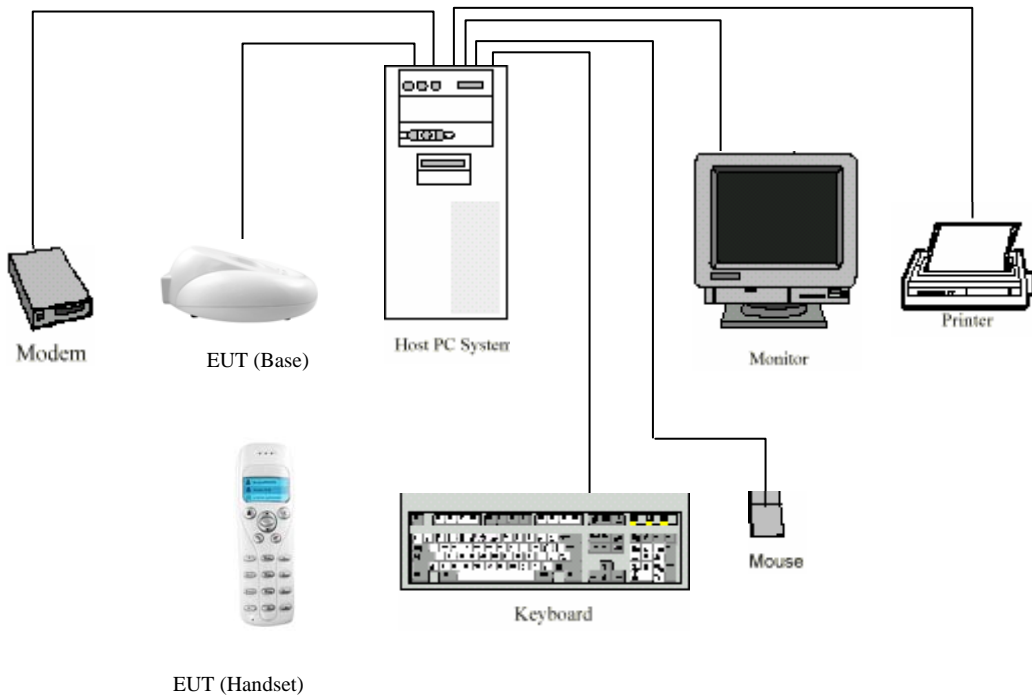 Printer
Modem
EUT (Base)
Host PC System
Monitor
Mouse
Keyboard
EUT (Handset)